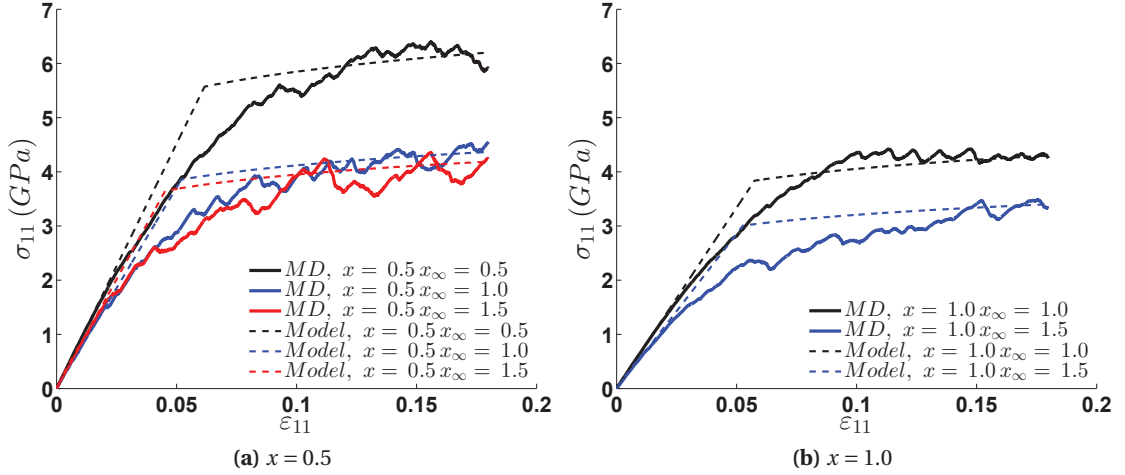 7
6
5
4
3
2
1
0
σ₁₁(GPa)
MD, x = 0.5 x∞ = 0.5
MD, x = 0.5 x∞ = 1.0
MD, x = 0.5 x∞ = 1.5
Model, x = 0.5 x∞ = 0.5
Model, x = 0.5 x∞ = 1.0
Model, x = 0.5 x∞ = 1.5
0 0.05 0.1 0.15 0.2
ε₁₁
(a) x = 0.5
7
6
5
4
3
2
1
0
σ₁₁(GPa)
MD, x = 1.0 x∞ = 1.0
MD, x = 1.0 x∞ = 1.5
Model, x = 1.0 x∞ = 1.0
Model, x = 1.0 x∞ = 1.5
0 0.05 0.1 0.15 0.2
ε₁₁
(b) x = 1.0